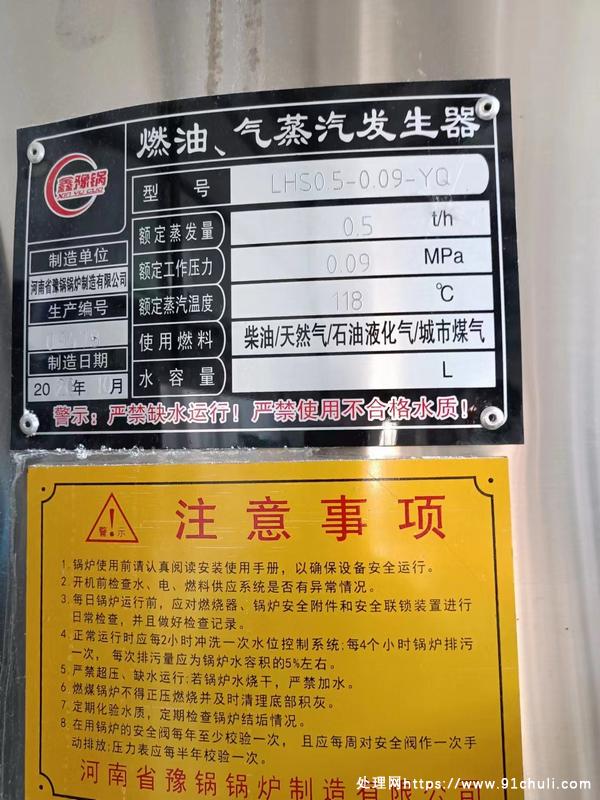 燃油、气蒸汽发生器
鑫豫锅
XIN YU GUO
型号 LHS0.5-0.09-YQ
额定蒸发量 0.5 t/h
制造单位
河南省豫锅锅炉制造有限公司
额定工作压力 0.09 MPa
生产编号
额定蒸汽温度 118 ℃
制造日期
使用燃料 柴油/天然气/石油液化气/城市煤气
20 年 月
水容量 L
警示：严禁缺水运行！严禁使用不合格水质！
警示
注意事项
1. 锅炉使用前请认真阅读安装使用手册，以确保设备安全运行。
2. 开机前检查水、电、燃料供应系统是否有异常情况。
3. 每日锅炉运行前，应对燃烧器、锅炉安全附件和安全联锁装置进行
日常检查，并且做好检查记录。
4. 正常运行时应每2小时冲洗一次水位控制系统;每4个小时锅炉排污
一次， 每次排污量应为锅炉水容积的5%左右。
5. 严禁超压、缺水运行;若锅炉水烧干，严禁加水。
6. 燃煤锅炉不得正压燃烧并及时清理底部积灰。
7. 定期化验水质，定期检查锅炉结垢情况。
8. 在用锅炉的安全阀每年至少校验一次， 且应每周对安全阀作一次手
动排放;压力表应每半年校验一次。
河南省豫锅锅炉制造有限公司
处理网https://www.91chuli.com